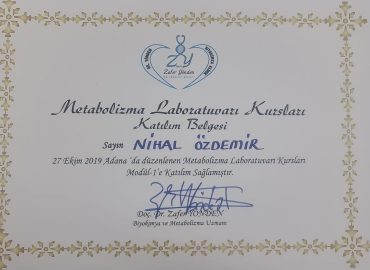 Zafer Yönden
Metabolizma Laboratuvarı Kursları
Katılım Belgesi
Sayın NİHAL ÖZDEMİR
27 Ekim 2019 Adana 'da düzenlenen Metabolizma Laboratuvarı Kursları
Modül-1'e Katılım Sağlamıştır.
Doç. Dr. Zafer YÖNDEN
Biyokimya ve Metabolizma Uzmanı